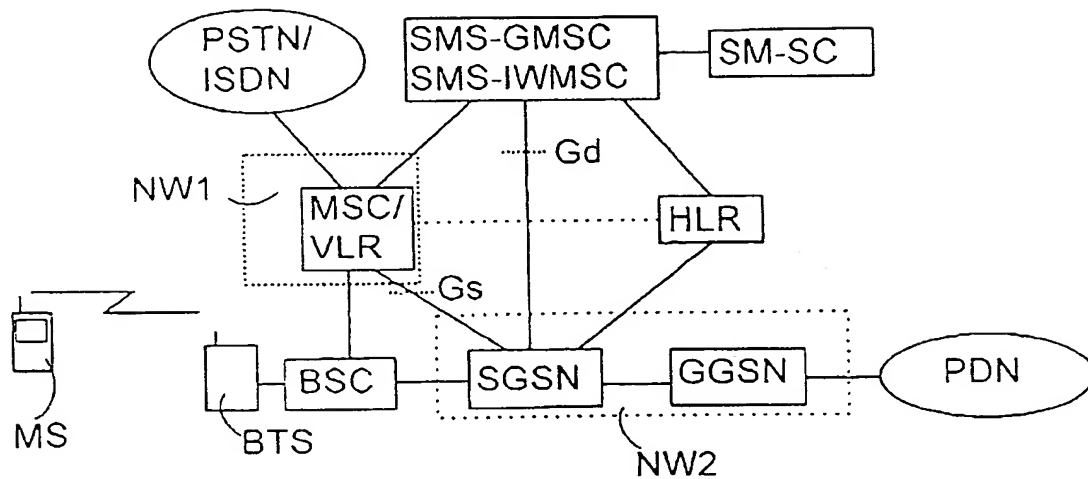 PSTN/
ISDN
SMS-GMSC
SMS-IWMSC
SM-SC
Gd
NW1
MSC/
VLR
HLR
Gs
BSC
SGSN
GGSN
PDN
MS
BTS
NW2